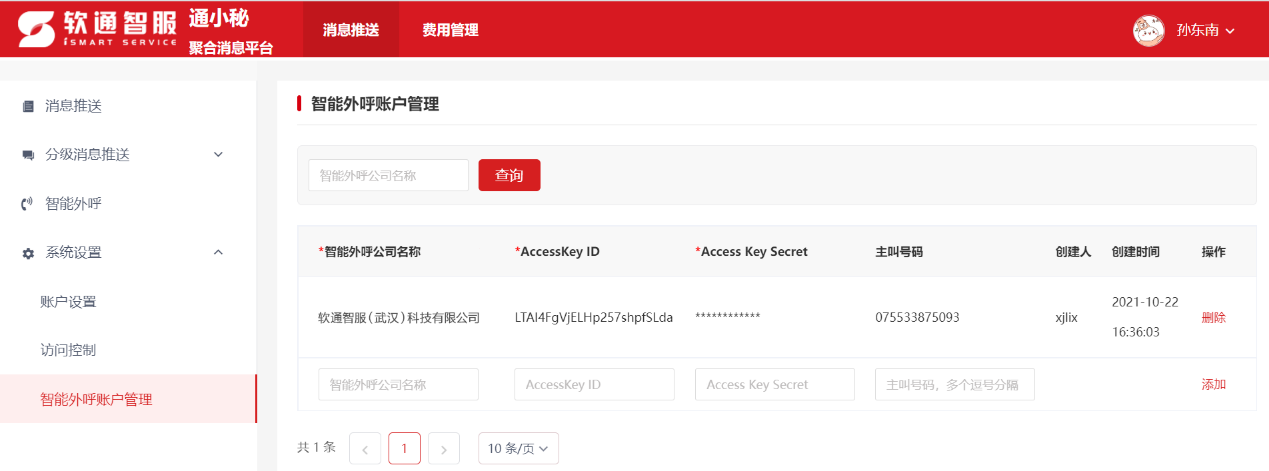 软通智服
iSMART SERVICE
通小秘
聚合消息平台
消息推送
费用管理
孙东南
消息推送
分级消息推送
智能外呼
系统设置
账户设置
访问控制
智能外呼账户管理
智能外呼账户管理
智能外呼公司名称
查询
*智能外呼公司名称 *AccessKey ID *Access Key Secret 主叫号码 创建人 创建时间 操作
软通智服(武汉)科技有限公司 LTAI4FgVjELHp257shpfSLda ************ 075533875093 xjlix 2021-10-22 删除
16:36:03
智能外呼公司名称 AccessKey ID Access Key Secret 主叫号码，多个逗号分隔 添加
共 1 条 1 10 条/页